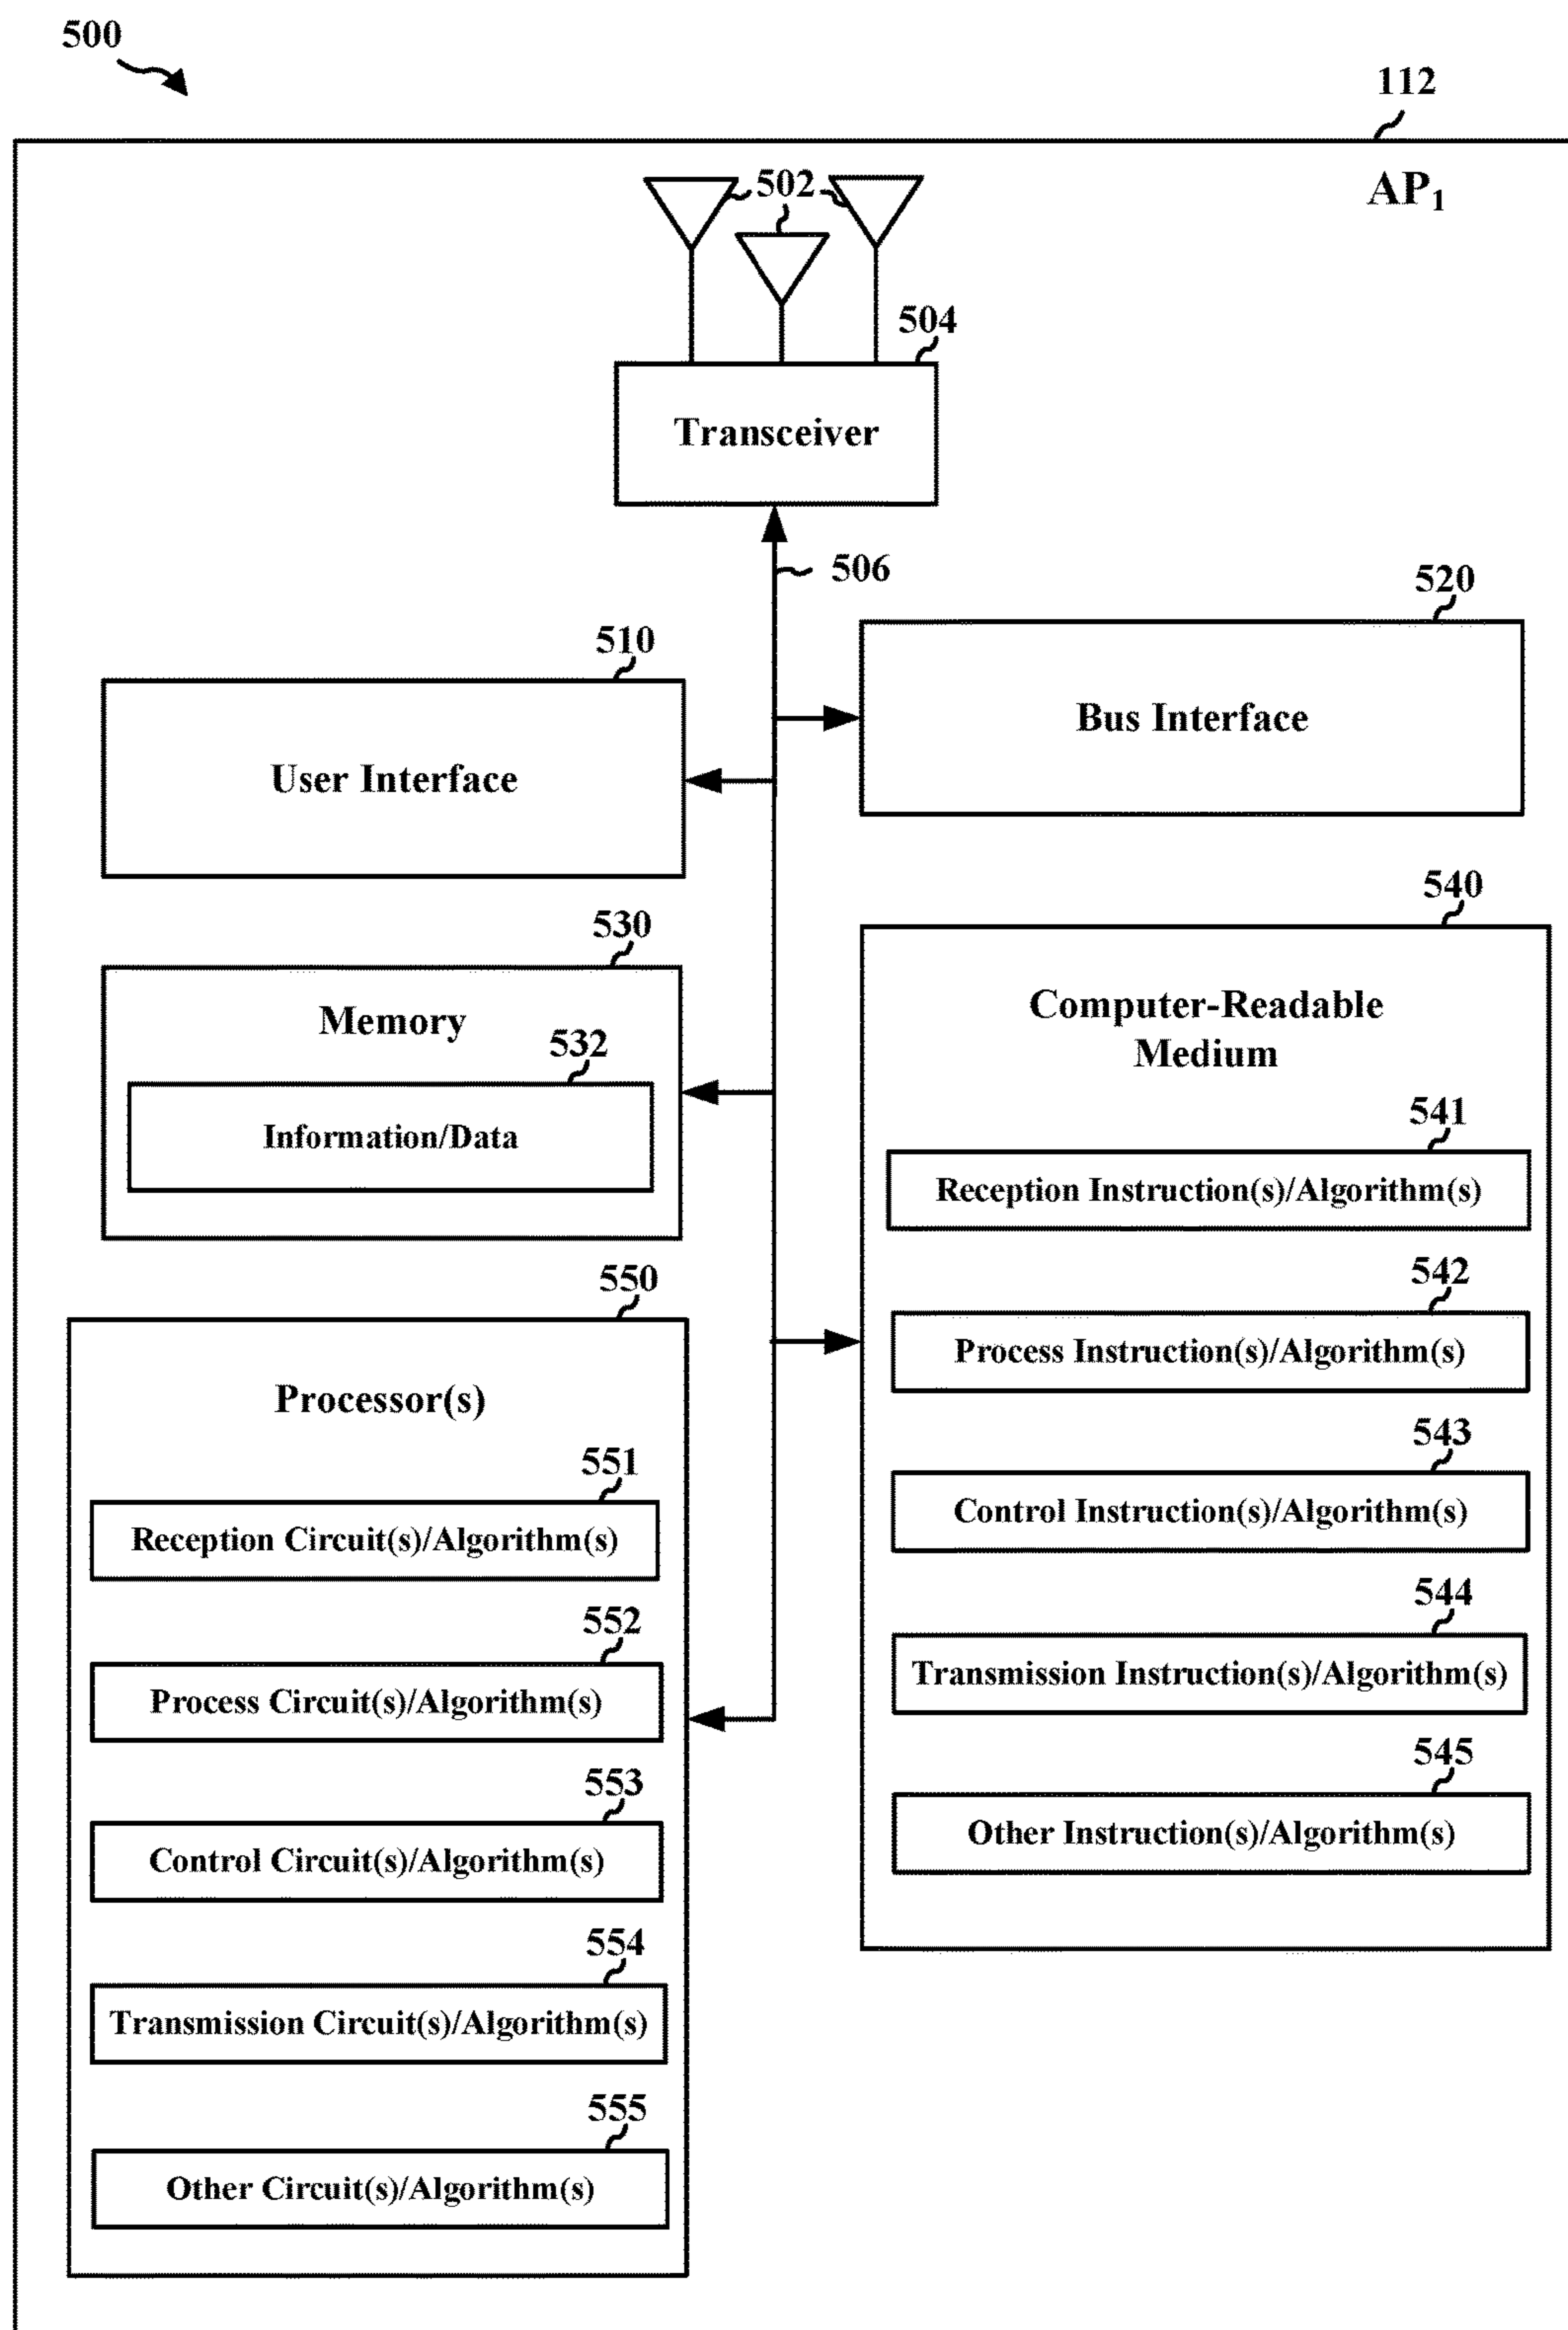 500
112
AP₁
502
504
Transceiver
506
520
Bus Interface
510
User Interface
530
Memory
532
Information/Data
540
Computer-Readable
Medium
541
Reception Instruction(s)/Algorithm(s)
542
Process Instruction(s)/Algorithm(s)
543
Control Instruction(s)/Algorithm(s)
544
Transmission Instruction(s)/Algorithm(s)
545
Other Instruction(s)/Algorithm(s)
550
Processor(s)
551
Reception Circuit(s)/Algorithm(s)
552
Process Circuit(s)/Algorithm(s)
553
Control Circuit(s)/Algorithm(s)
554
Transmission Circuit(s)/Algorithm(s)
555
Other Circuit(s)/Algorithm(s)